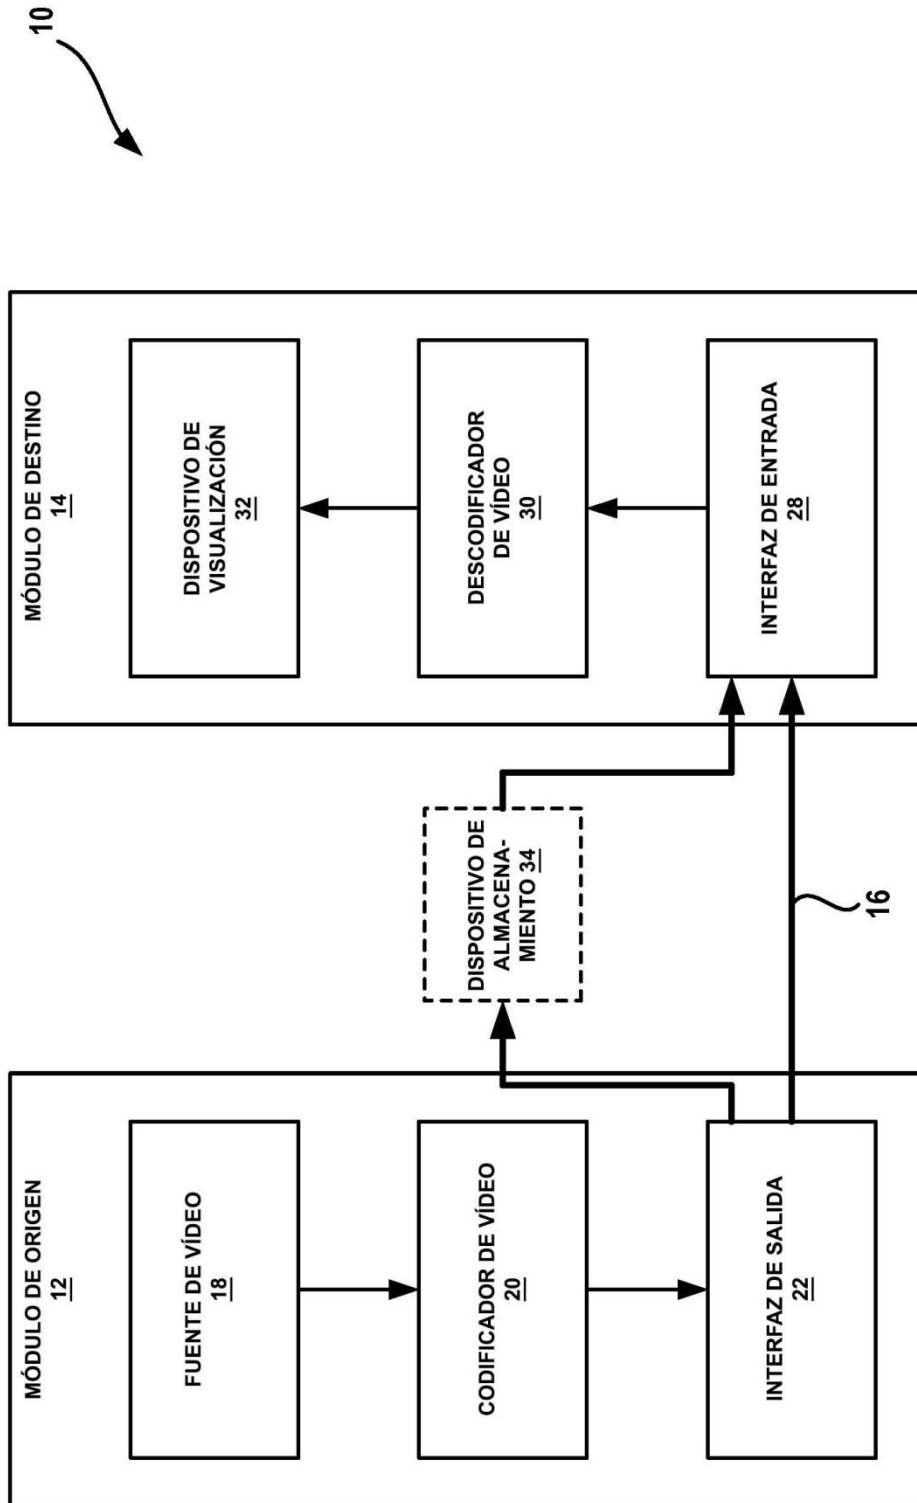 10
MÓDULO DE ORIGEN
12
FUENTE DE VÍDEO
18
CODIFICADOR DE VÍDEO
20
INTERFAZ DE SALIDA
22
DISPOSITIVO DE
ALMACENA-
MIENTO 34
16
MÓDULO DE DESTINO
14
DISPOSITIVO DE
VISUALIZACIÓN
32
DESCODIFICADOR
DE VÍDEO
30
INTERFAZ DE ENTRADA
28